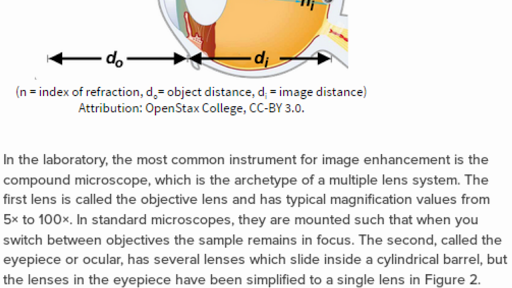 n_i
d_o
d_i
(n = index of refraction, d_o= object distance, d_i = image distance)
Attribution: OpenStax College, CC-BY 3.0.
In the laboratory, the most common instrument for image enhancement is the
compound microscope, which is the archetype of a multiple lens system. The
first lens is called the objective lens and has typical magnification values from
5× to 100×. In standard microscopes, they are mounted such that when you
switch between objectives the sample remains in focus. The second, called the
eyepiece or ocular, has several lenses which slide inside a cylindrical barrel, but
the lenses in the eyepiece have been simplified to a single lens in Figure 2.